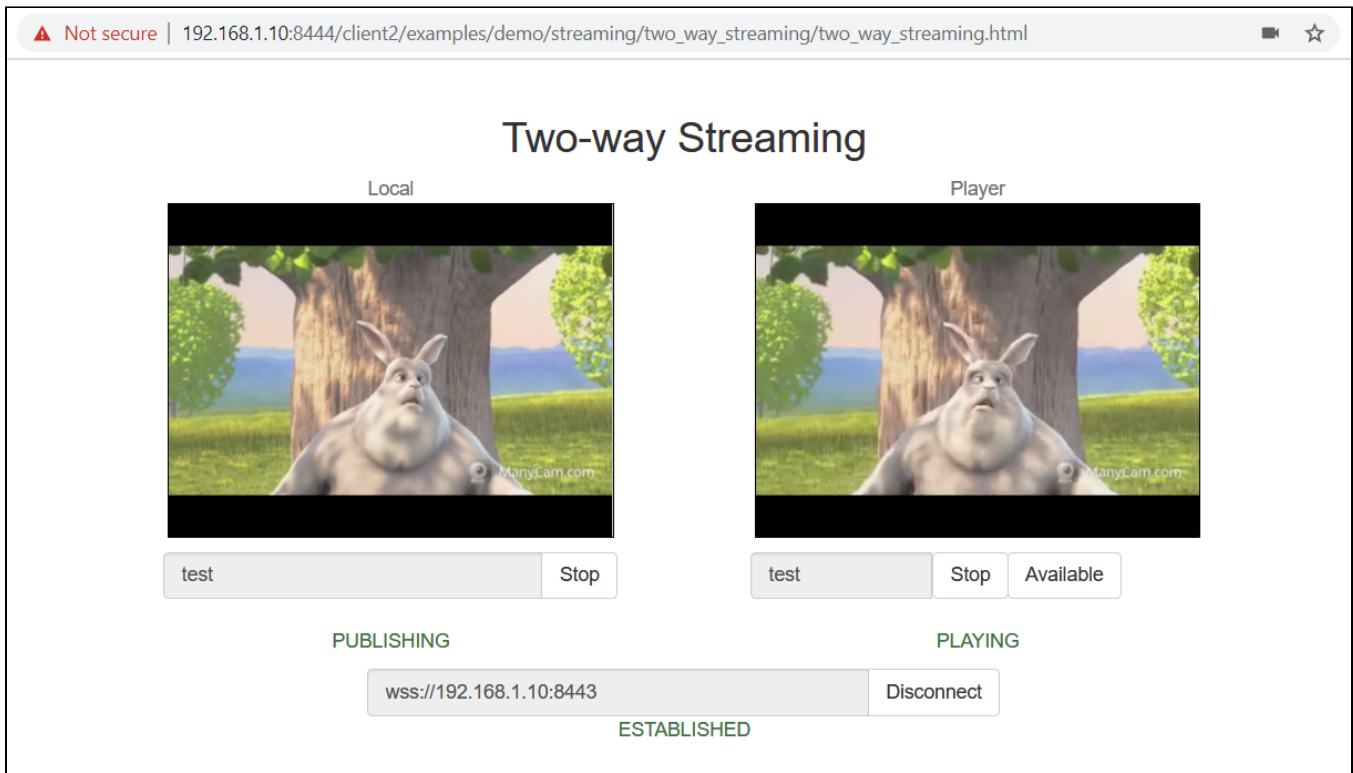 Not secure | 192.168.1.10:8444/client2/examples/demo/streaming/two_way_streaming/two_way_streaming.html
Two-way Streaming
Local Player
ManyCam.com ManyCam.com
test Stop test Stop Available
PUBLISHING PLAYING
wss://192.168.1.10:8443 Disconnect
ESTABLISHED